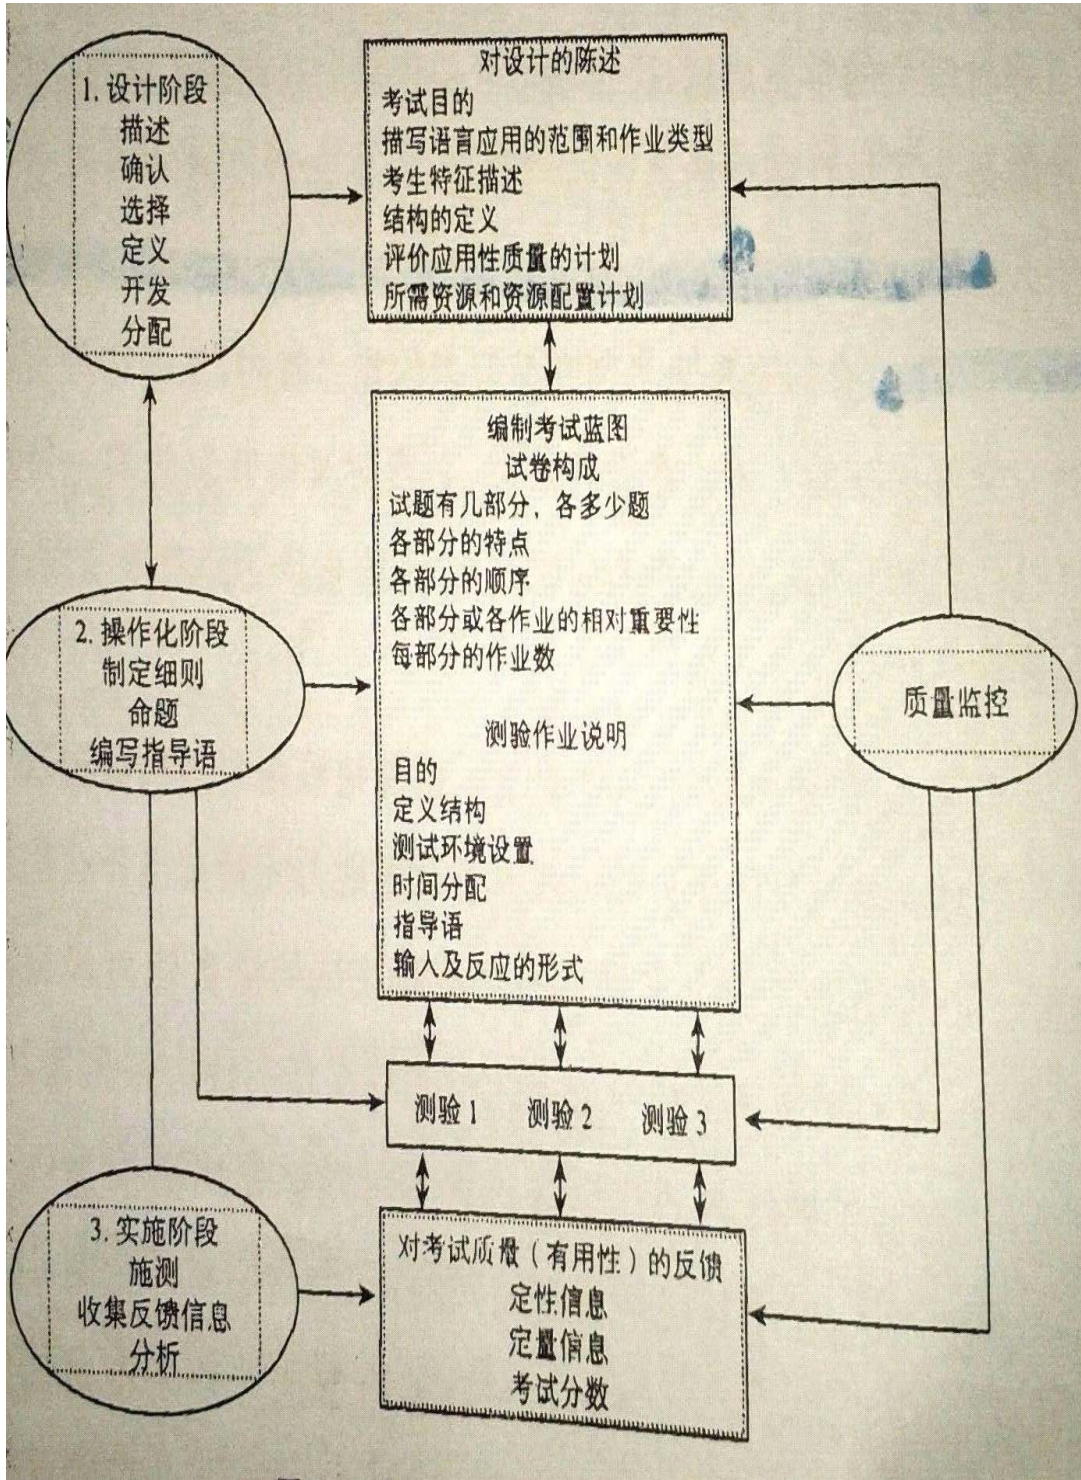 1. 设计阶段
描述
确认
选择
定义
开发
分配
对设计的陈述
考试目的
描写语言应用的范围和作业类型
考生特征描述
结构的定义
评价应用性质量的计划
所需资源和资源配置计划
编制考试蓝图
试卷构成
试题有几部分，各多少题
各部分的特点
各部分的顺序
各部分或各作业的相对重要性
每部分的作业数
测验作业说明
目的
定义结构
测试环境设置
时间分配
指导语
输入及反应的形式
2. 操作化阶段
制定细则
命题
编写指导语
质量监控
测验 1 测验 2 测验 3
3. 实施阶段
施测
收集反馈信息
分析
对考试质量（有用性）的反馈
定性信息
定量信息
考试分数